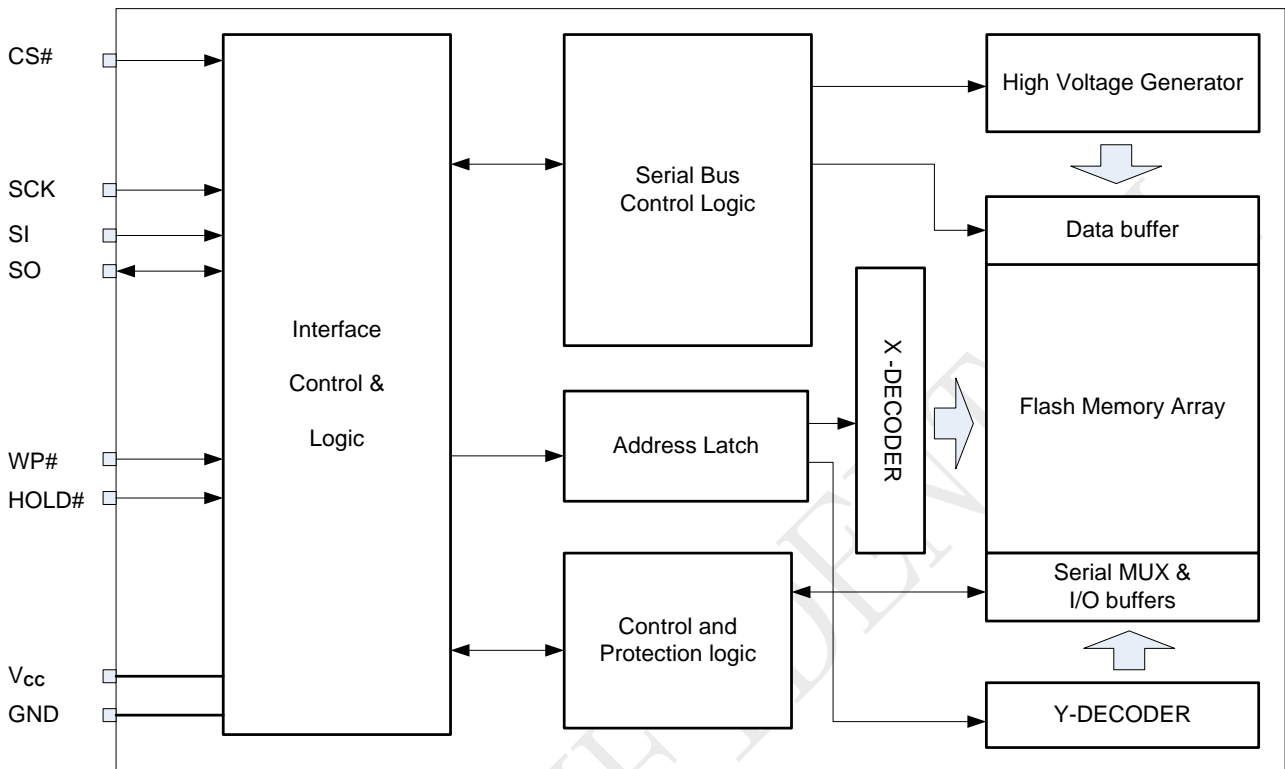 CS#
SCK
SI
SO
WP#
HOLD#
Vcc
GND
Interface
Control &
Logic
Serial Bus
Control Logic
Address Latch
Control and
Protection logic
X -DECODER
High Voltage Generator
Data buffer
Flash Memory Array
Serial MUX &
I/O buffers
Y-DECODER